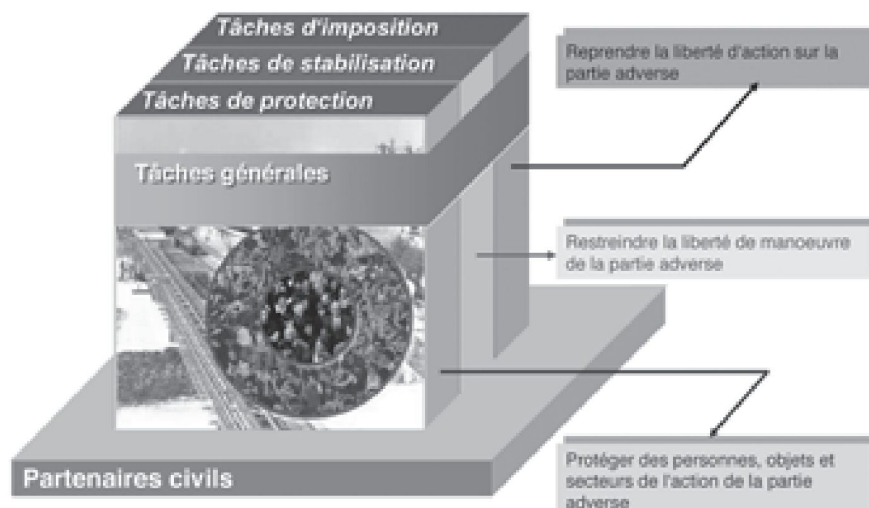 Tâches d'imposition
Tâches de stabilisation
Tâches de protection
Tâches générales
Partenaires civils
Reprendre la liberté d'action sur la
partie adverse
Restreindre la liberté de manoeuvre
de la partie adverse
Protéger des personnes, objets et
secteurs de l'action de la partie
adverse